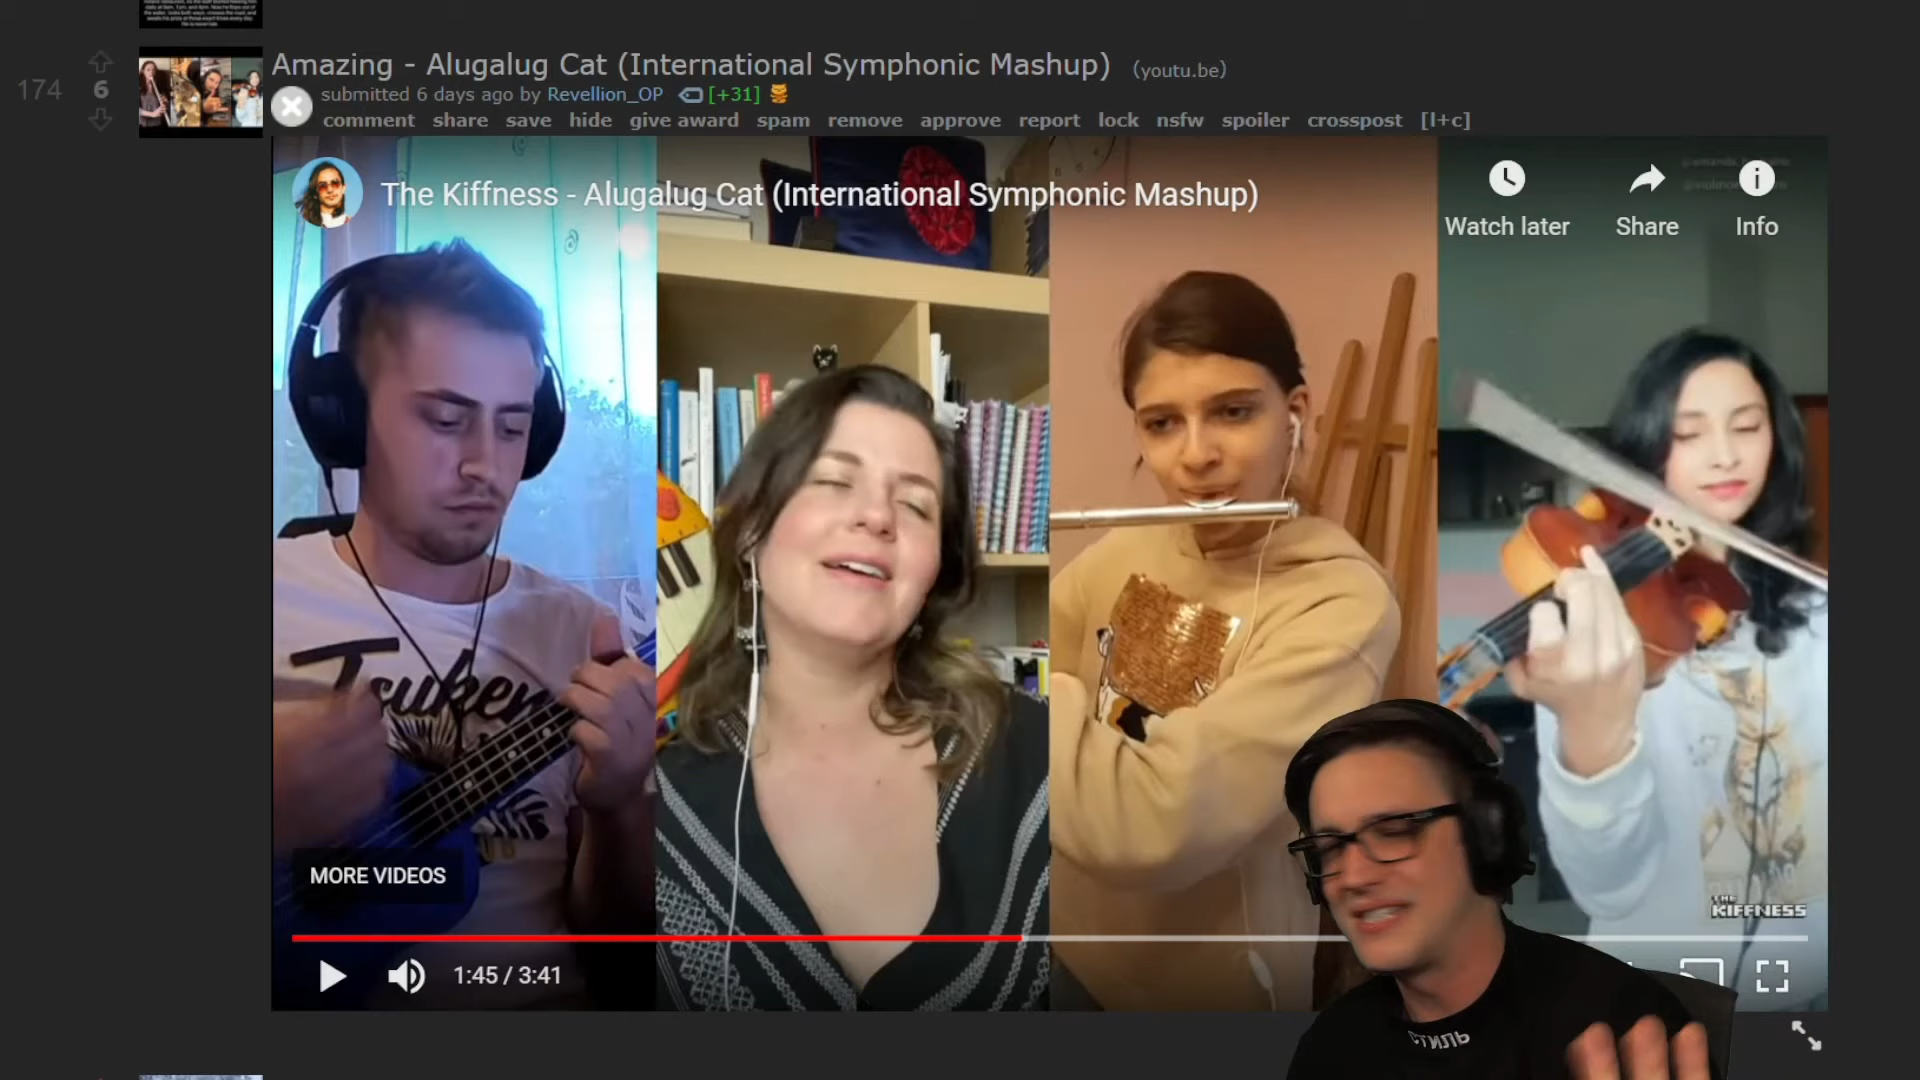 Amazing - Alugalug Cat (International Symphonic Mashup) (youtu.be)
174
6
submitted 6 days ago by Revellion_OP [+31]
comment share save hide give award spam remove approve report lock nsfw spoiler crosspost [l+c]
The Kiffness - Alugalug Cat (International Symphonic Mashup)
Watch later
Share
Info
MORE VIDEOS
THE
KIFFNESS
1:45 / 3:41